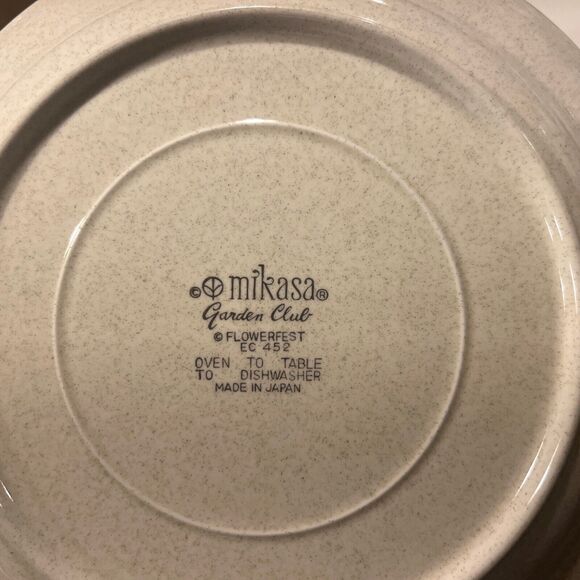 © mikasa®
Garden Club
© FLOWERFEST
EC 452
OVEN TO TABLE
TO DISHWASHER
MADE IN JAPAN